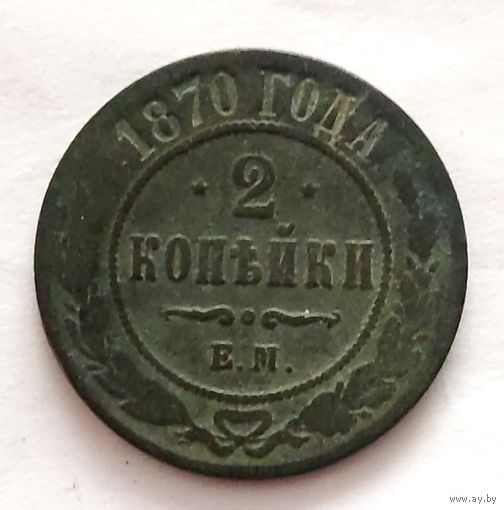 1870 ГОДА
· 2 ·
КОПѢЙКИ
Е.М.
www.ay.by